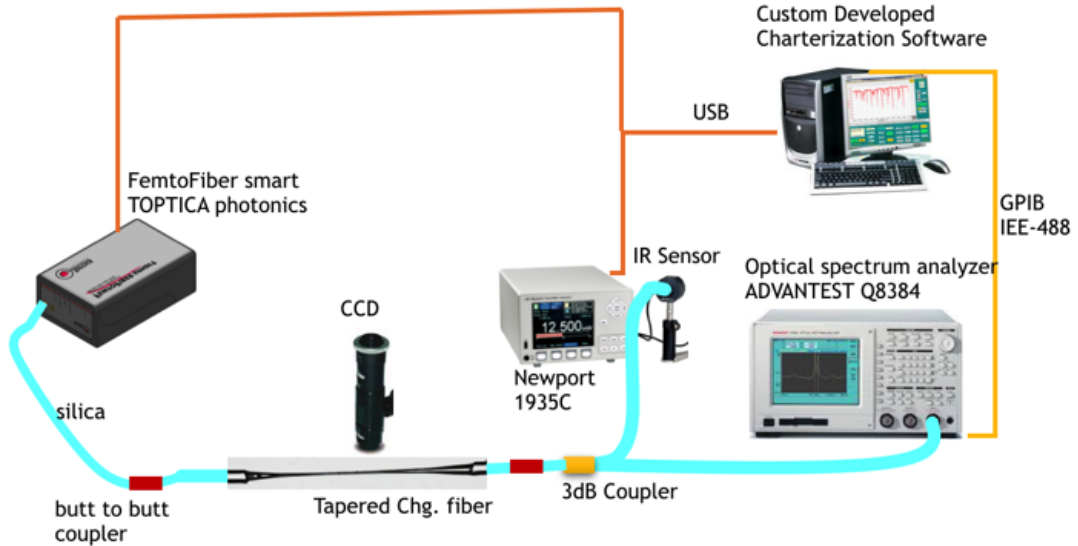 Custom Developed
Charterization Software
USB
FemtoFiber smart
TOPTICA photonics
GPIB
IEE-488
IR Sensor
Optical spectrum analyzer
ADVANTEST Q8384
CCD
12.500
Newport
1935C
silica
butt to butt
coupler
Tapered Chg. fiber
3dB Coupler